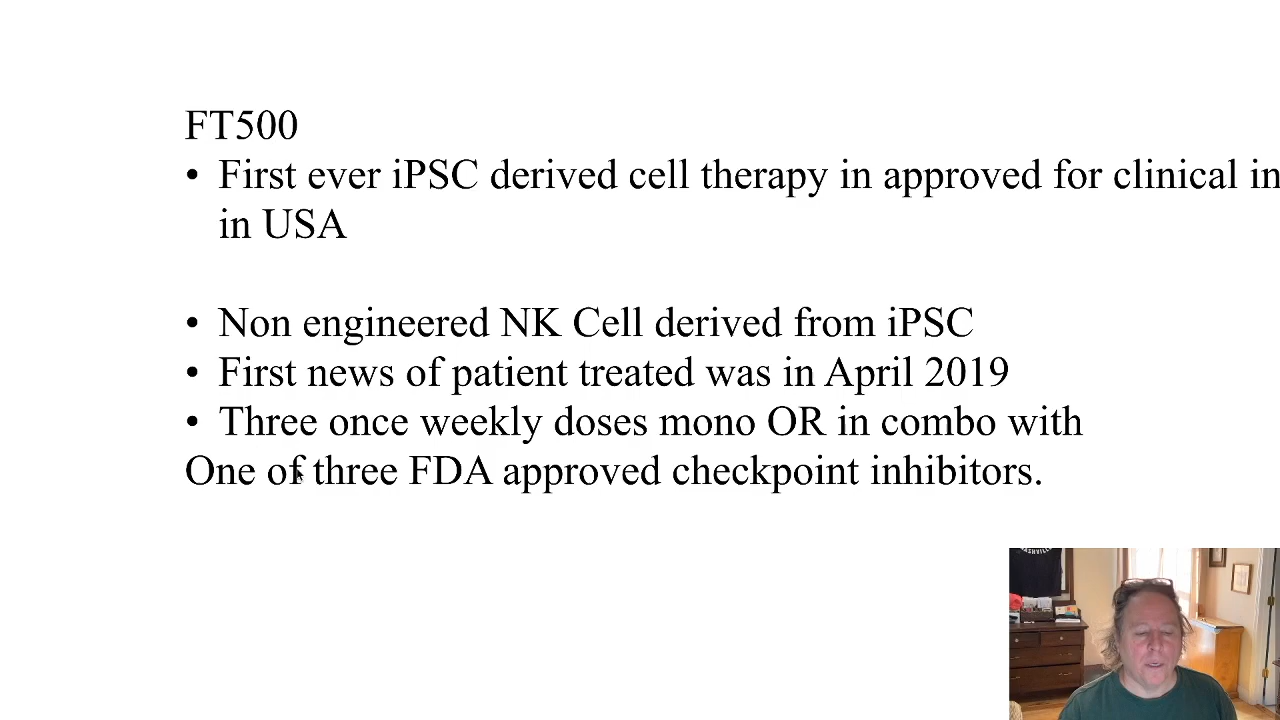 FT500
• First ever iPSC derived cell therapy in approved for clinical in
in USA
• Non engineered NK Cell derived from iPSC
• First news of patient treated was in April 2019
• Three once weekly doses mono OR in combo with
One of three FDA approved checkpoint inhibitors.
NASHVILLE